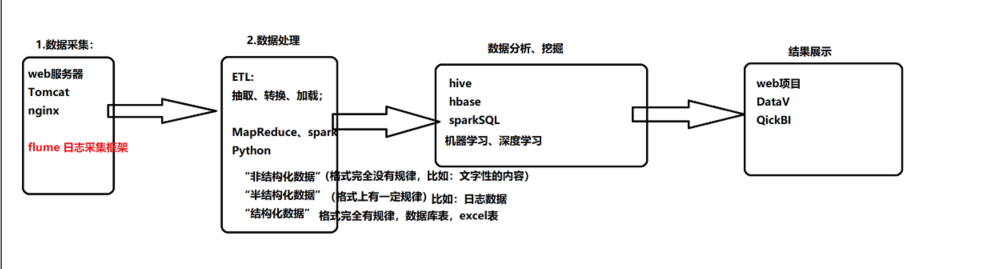 1.数据采集:
web服务器
Tomcat
nginx
flume 日志采集框架
2.数据处理
ETL:
抽取、转换、加载;
MapReduce、spark
Python
“非结构化数据”(格式完全没有规律，比如：文字性的内容)
“半结构化数据” (格式上有一定规律) 比如：日志数据
“结构化数据” 格式完全有规律，数据库表，excel表
数据分析、挖掘
hive
hbase
sparkSQL
机器学习、深度学习
结果展示
web项目
DataV
QickBI